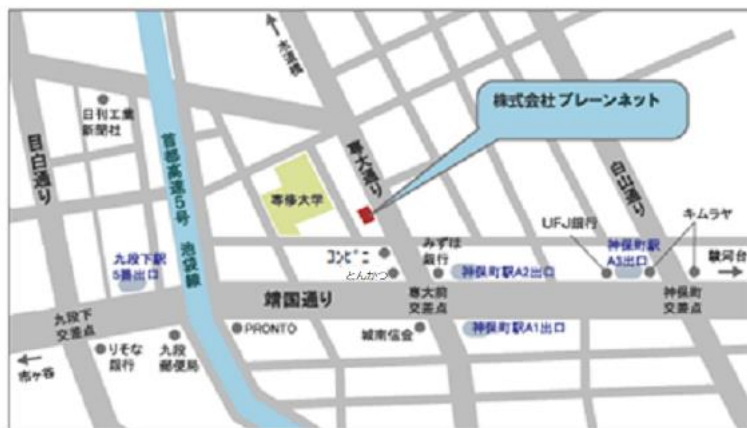 水道橋
株式会社 ブレーンネット
日刊工業
新聞社
目白通り
首都高速5号 池袋線
専大通り
白山通り
専修大学
UFJ銀行
キムラヤ
九段下駅
5番出口
コンビニ
とんかつ
みずほ
銀行
神保町駅A2出口
神保町駅
A3出口
駿河台
靖国通り
専大前
交差点
神保町
交差点
九段下
交差点
PRONTO
城南信金
神保町駅A1出口
市ヶ谷
りそな
銀行
九段
郵便局